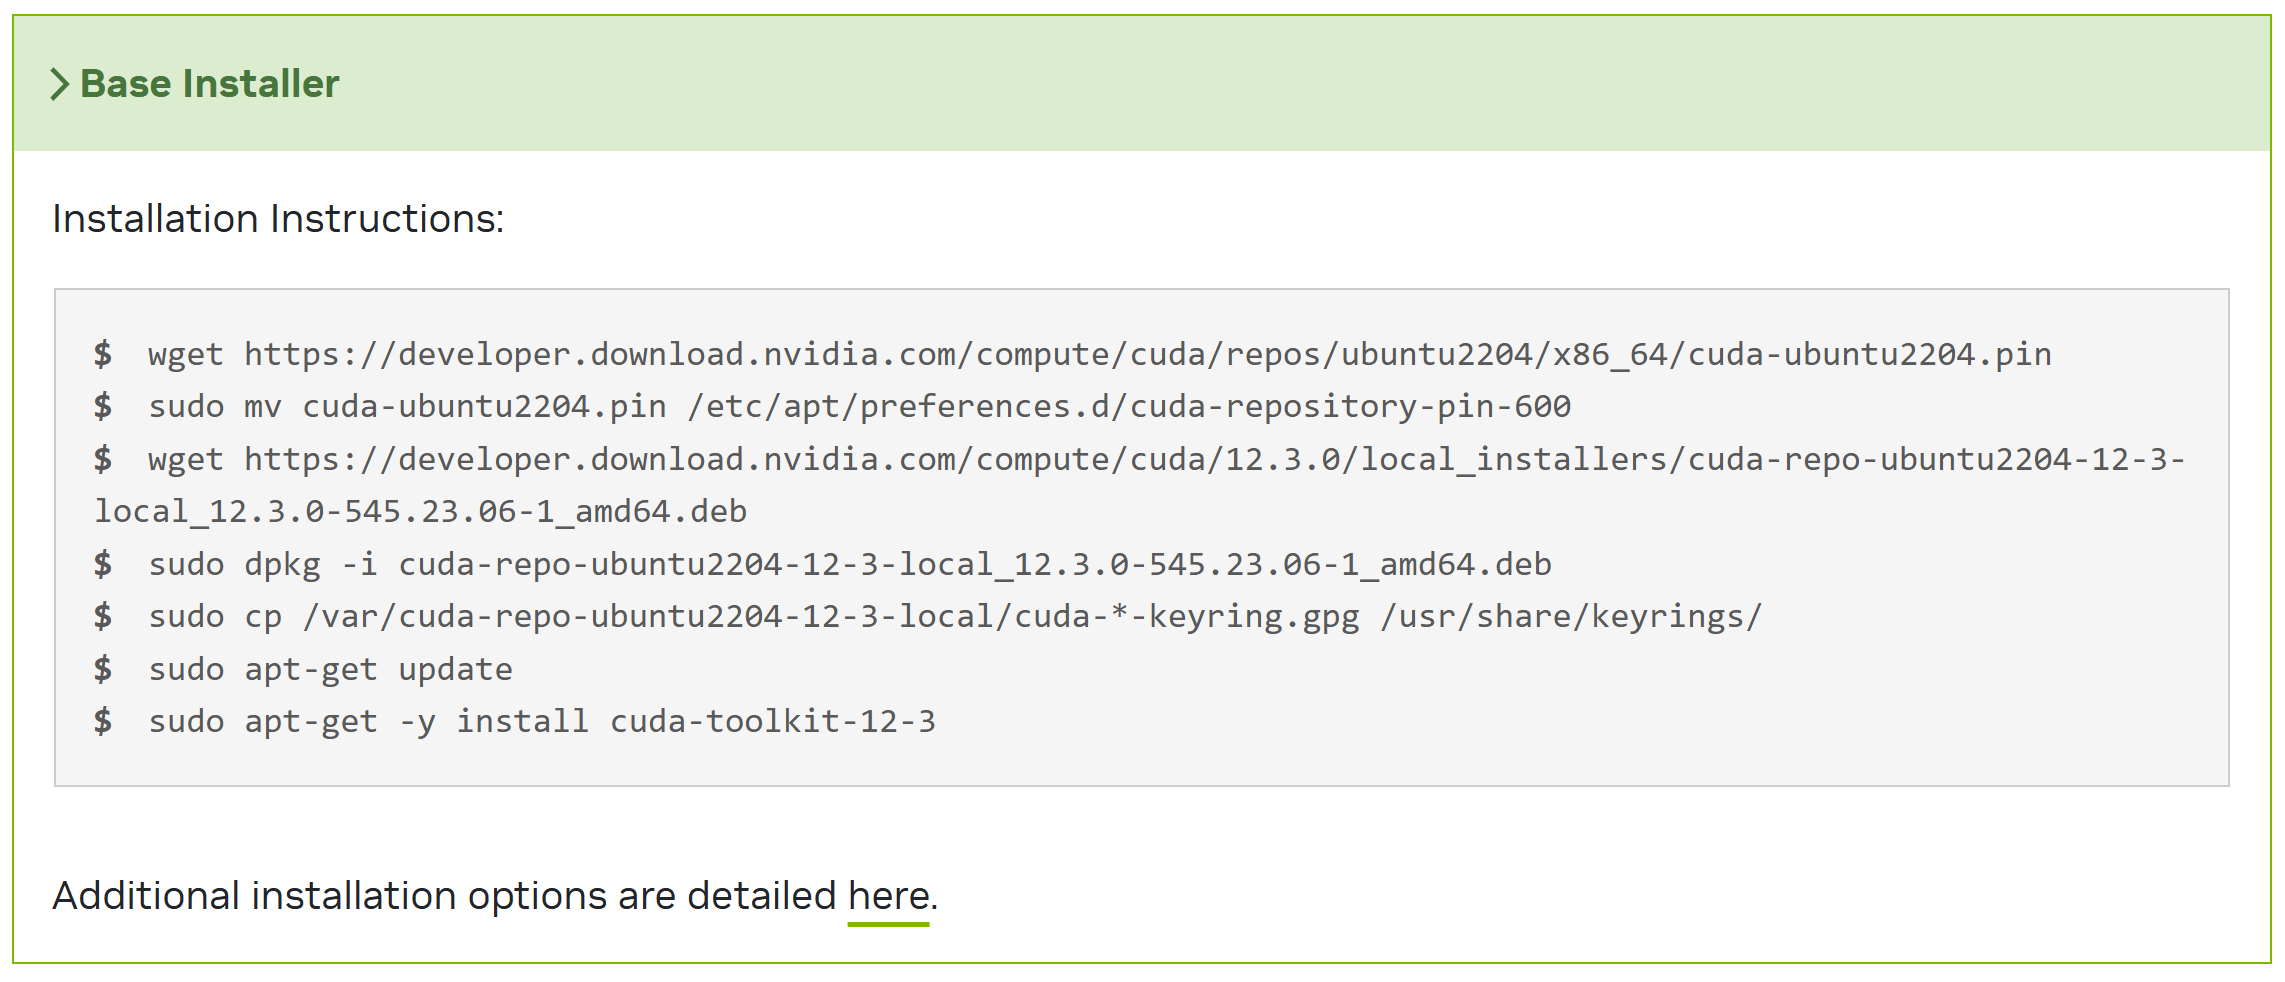 Base Installer
Installation Instructions:
$ wget https://developer.download.nvidia.com/compute/cuda/repos/ubuntu2204/x86_64/cuda-ubuntu2204.pin
$ sudo mv cuda-ubuntu2204.pin /etc/apt/preferences.d/cuda-repository-pin-600
$ wget https://developer.download.nvidia.com/compute/cuda/12.3.0/local_installers/cuda-repo-ubuntu2204-12-3-
local_12.3.0-545.23.06-1_amd64.deb
$ sudo dpkg -i cuda-repo-ubuntu2204-12-3-local_12.3.0-545.23.06-1_amd64.deb
$ sudo cp /var/cuda-repo-ubuntu2204-12-3-local/cuda-*-keyring.gpg /usr/share/keyrings/
$ sudo apt-get update
$ sudo apt-get -y install cuda-toolkit-12-3
Additional installation options are detailed here.